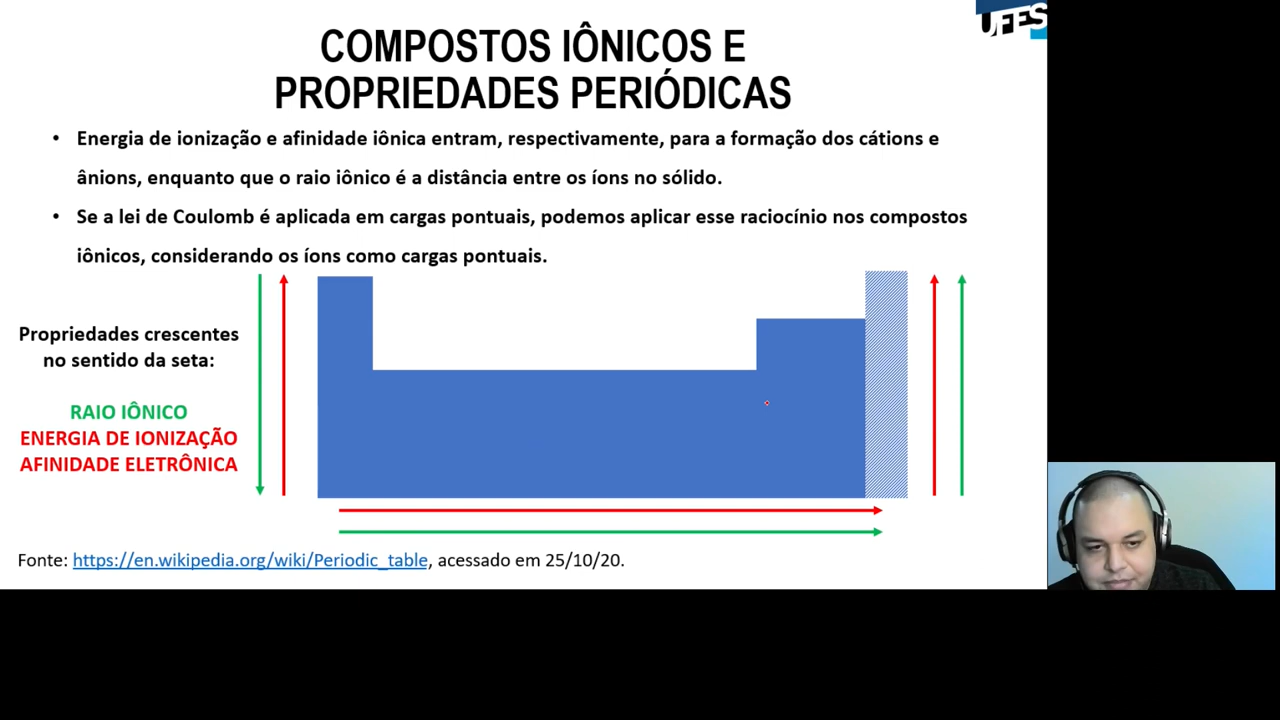 UFES
COMPOSTOS IÔNICOS E
PROPRIEDADES PERIÓDICAS
• Energia de ionização e afinidade iônica entram, respectivamente, para a formação dos cátions e
ânions, enquanto que o raio iônico é a distância entre os íons no sólido.
• Se a lei de Coulomb é aplicada em cargas pontuais, podemos aplicar esse raciocínio nos compostos
iônicos, considerando os íons como cargas pontuais.
Propriedades crescentes
no sentido da seta:
RAIO IÔNICO
ENERGIA DE IONIZAÇÃO
AFINIDADE ELETRÔNICA
Fonte: https://en.wikipedia.org/wiki/Periodic_table, acessado em 25/10/20.